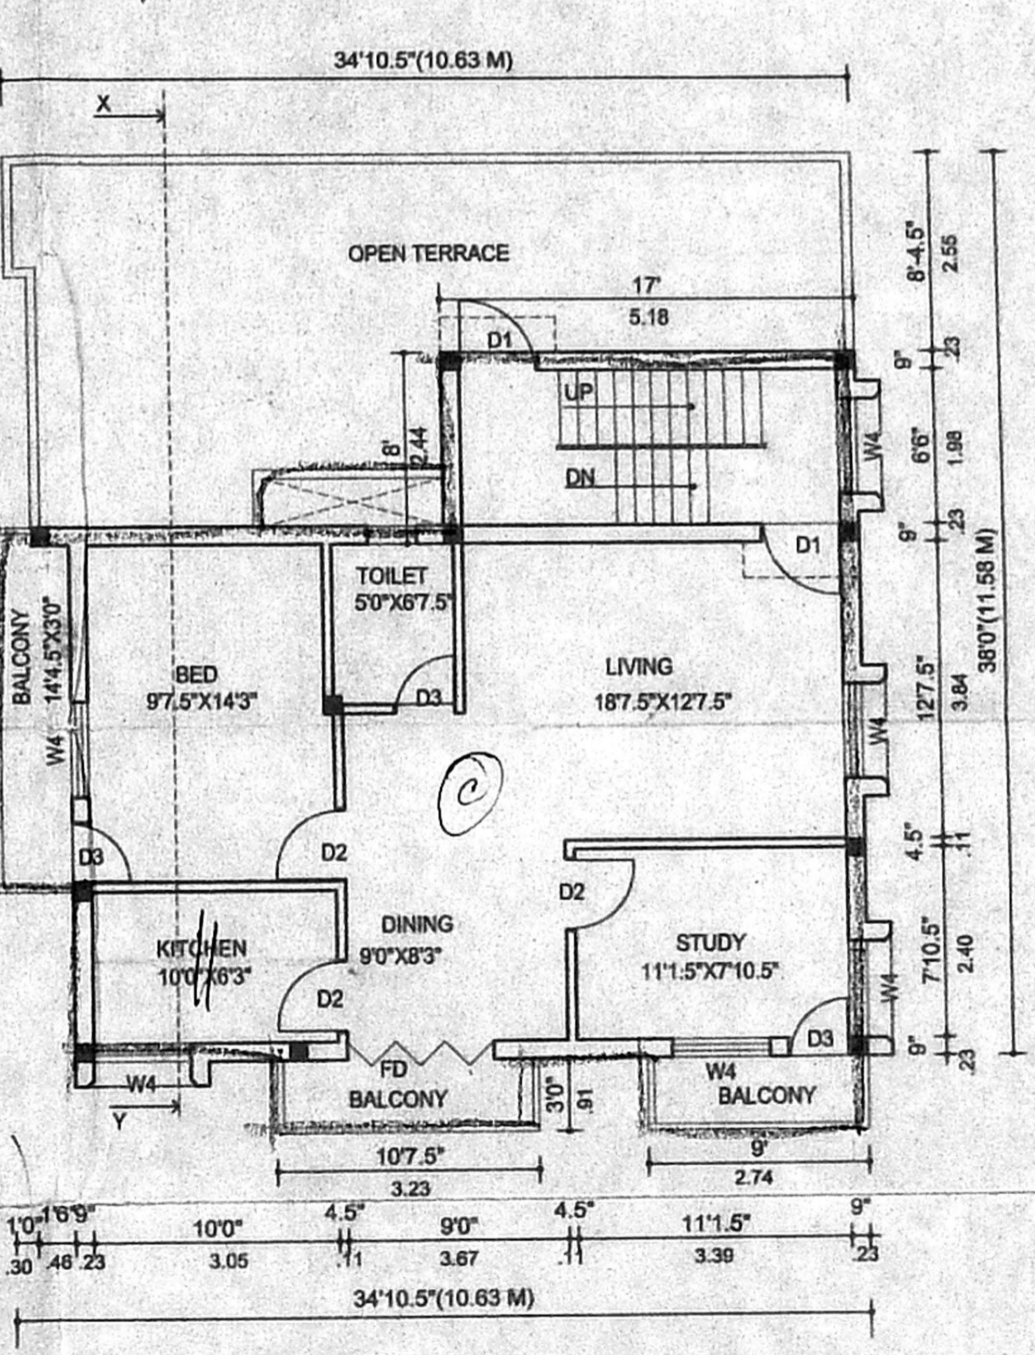 34'10.5"(10.63 M)
X
OPEN TERRACE
17'
5.18
D1
8'-4.5"
2.55
9"
.23
UP
8'
2.44
DN
W4
6'6"
1.98
9"
.23
D1
TOILET
5'0"X6'7.5"
BALCONY
14'4.5"X3'0"
W4
BED
9'7.5"X14'3"
D3
LIVING
18'7.5"X12'7.5"
W4
12'7.5"
3.84
38'0"(11.58 M)
D3
D2
4.5"
.11
D2
DINING
9'0"X8'3"
KITCHEN
10'0"X6'3"
D2
STUDY
11'1.5"X7'10.5"
W4
7'10.5"
2.40
D3
9"
.23
W4
Y
FD
BALCONY
3'0"
.91
W4
BALCONY
10'7.5"
3.23
9'
2.74
1'0" 1'6" 9" 10'0" 4.5" 9'0" 4.5" 11'1.5" 9"
.30 .46 .23 3.05 .11 3.67 .11 3.39 .23
34'10.5"(10.63 M)